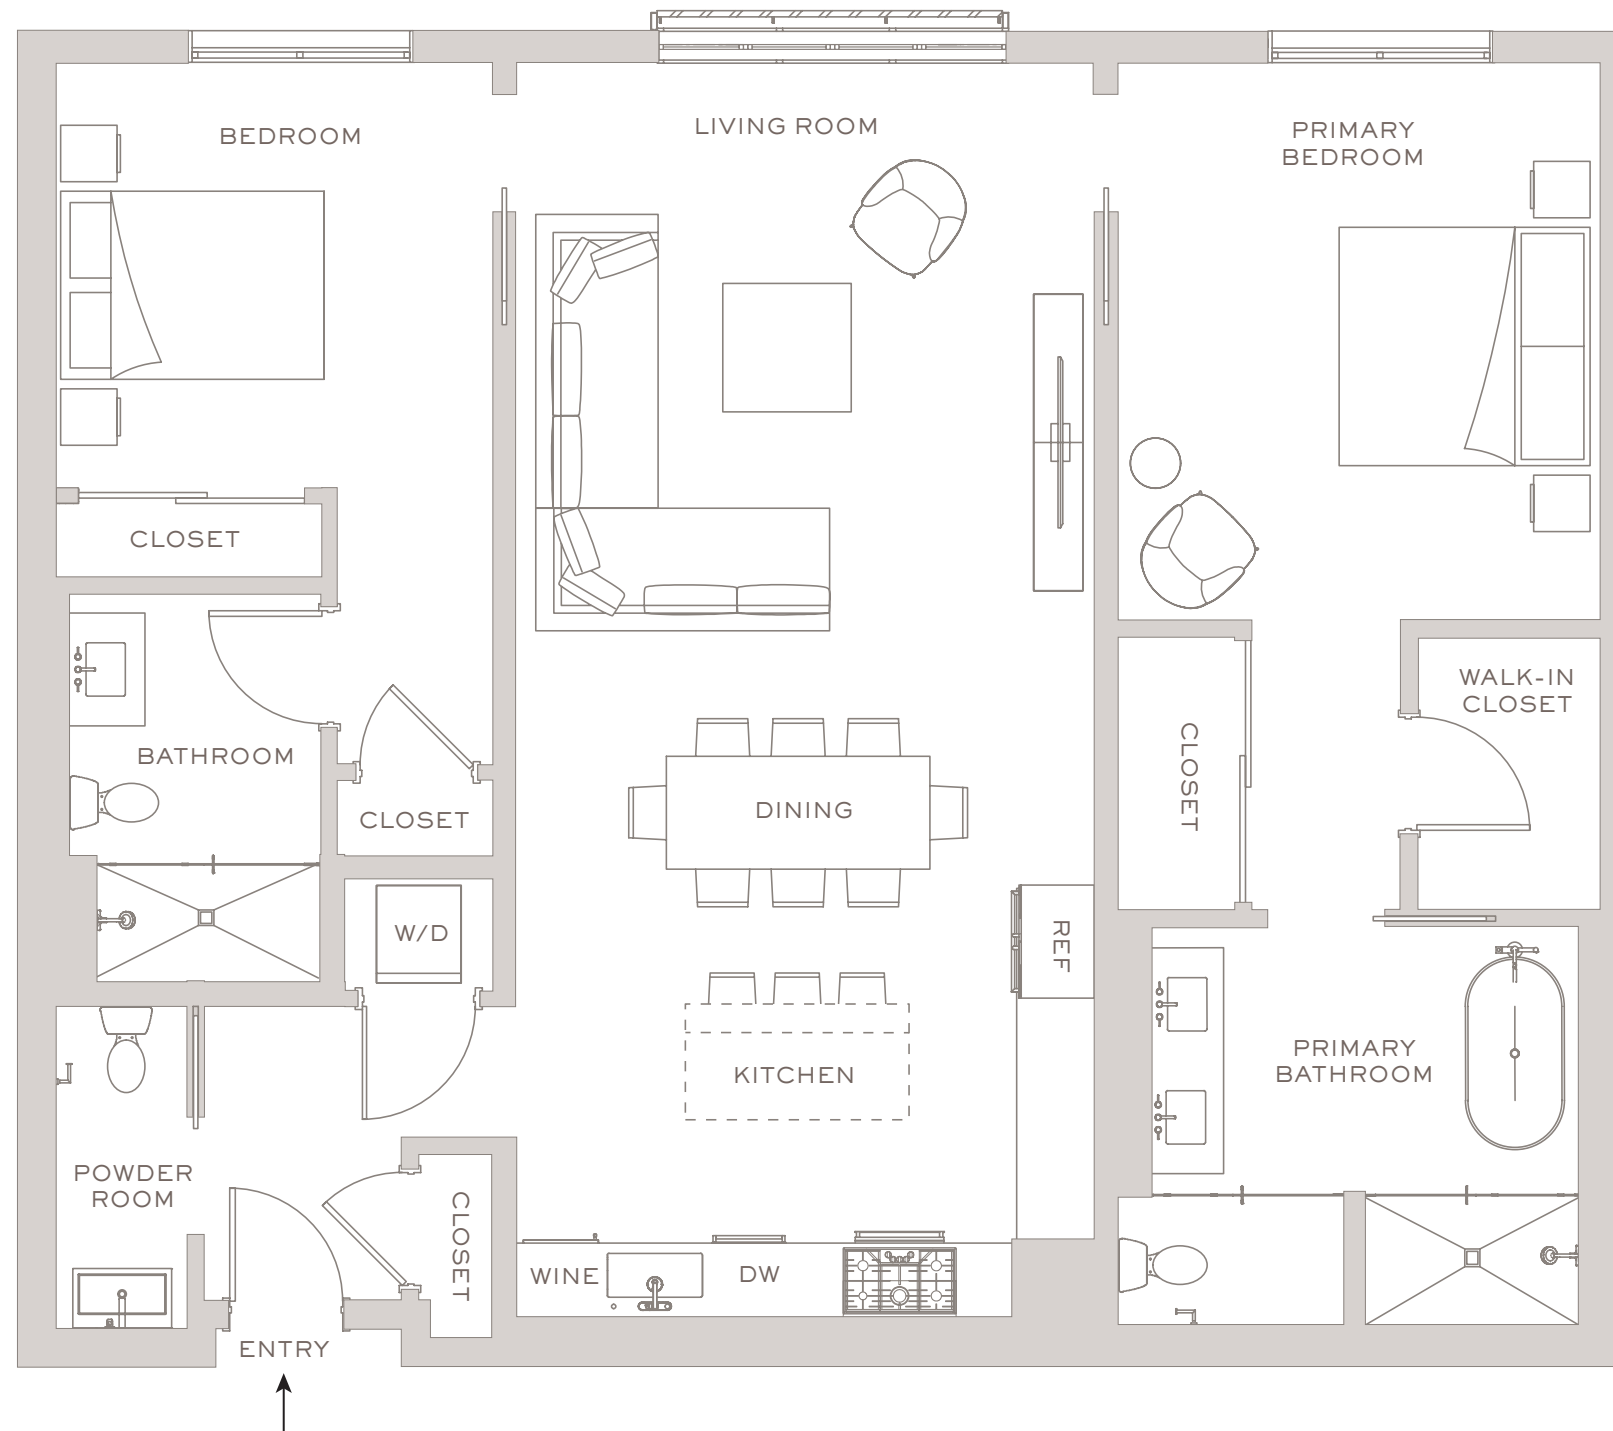 BEDROOM
LIVING ROOM
PRIMARY
BEDROOM
CLOSET
WALK-IN
CLOSET
CLOSET
BATHROOM
DINING
CLOSET
W/D
REF
PRIMARY
BATHROOM
KITCHEN
POWDER
ROOM
CLOSET
WINE
DW
ENTRY